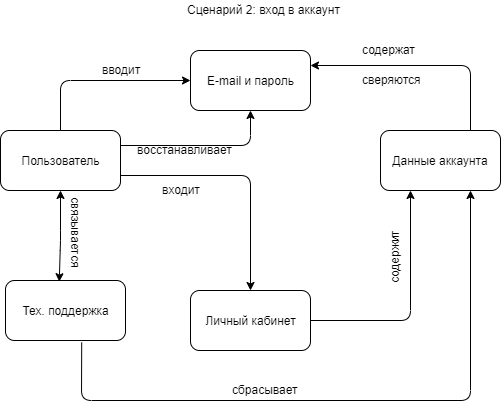 Сценарий 2: вход в аккаунт
содержат
вводит
E-mail и пароль
сверяются
восстанавливает
Пользователь
Данные аккаунта
входит
связывается
содержит
Тех. поддержка
Личный кабинет
сбрасывает